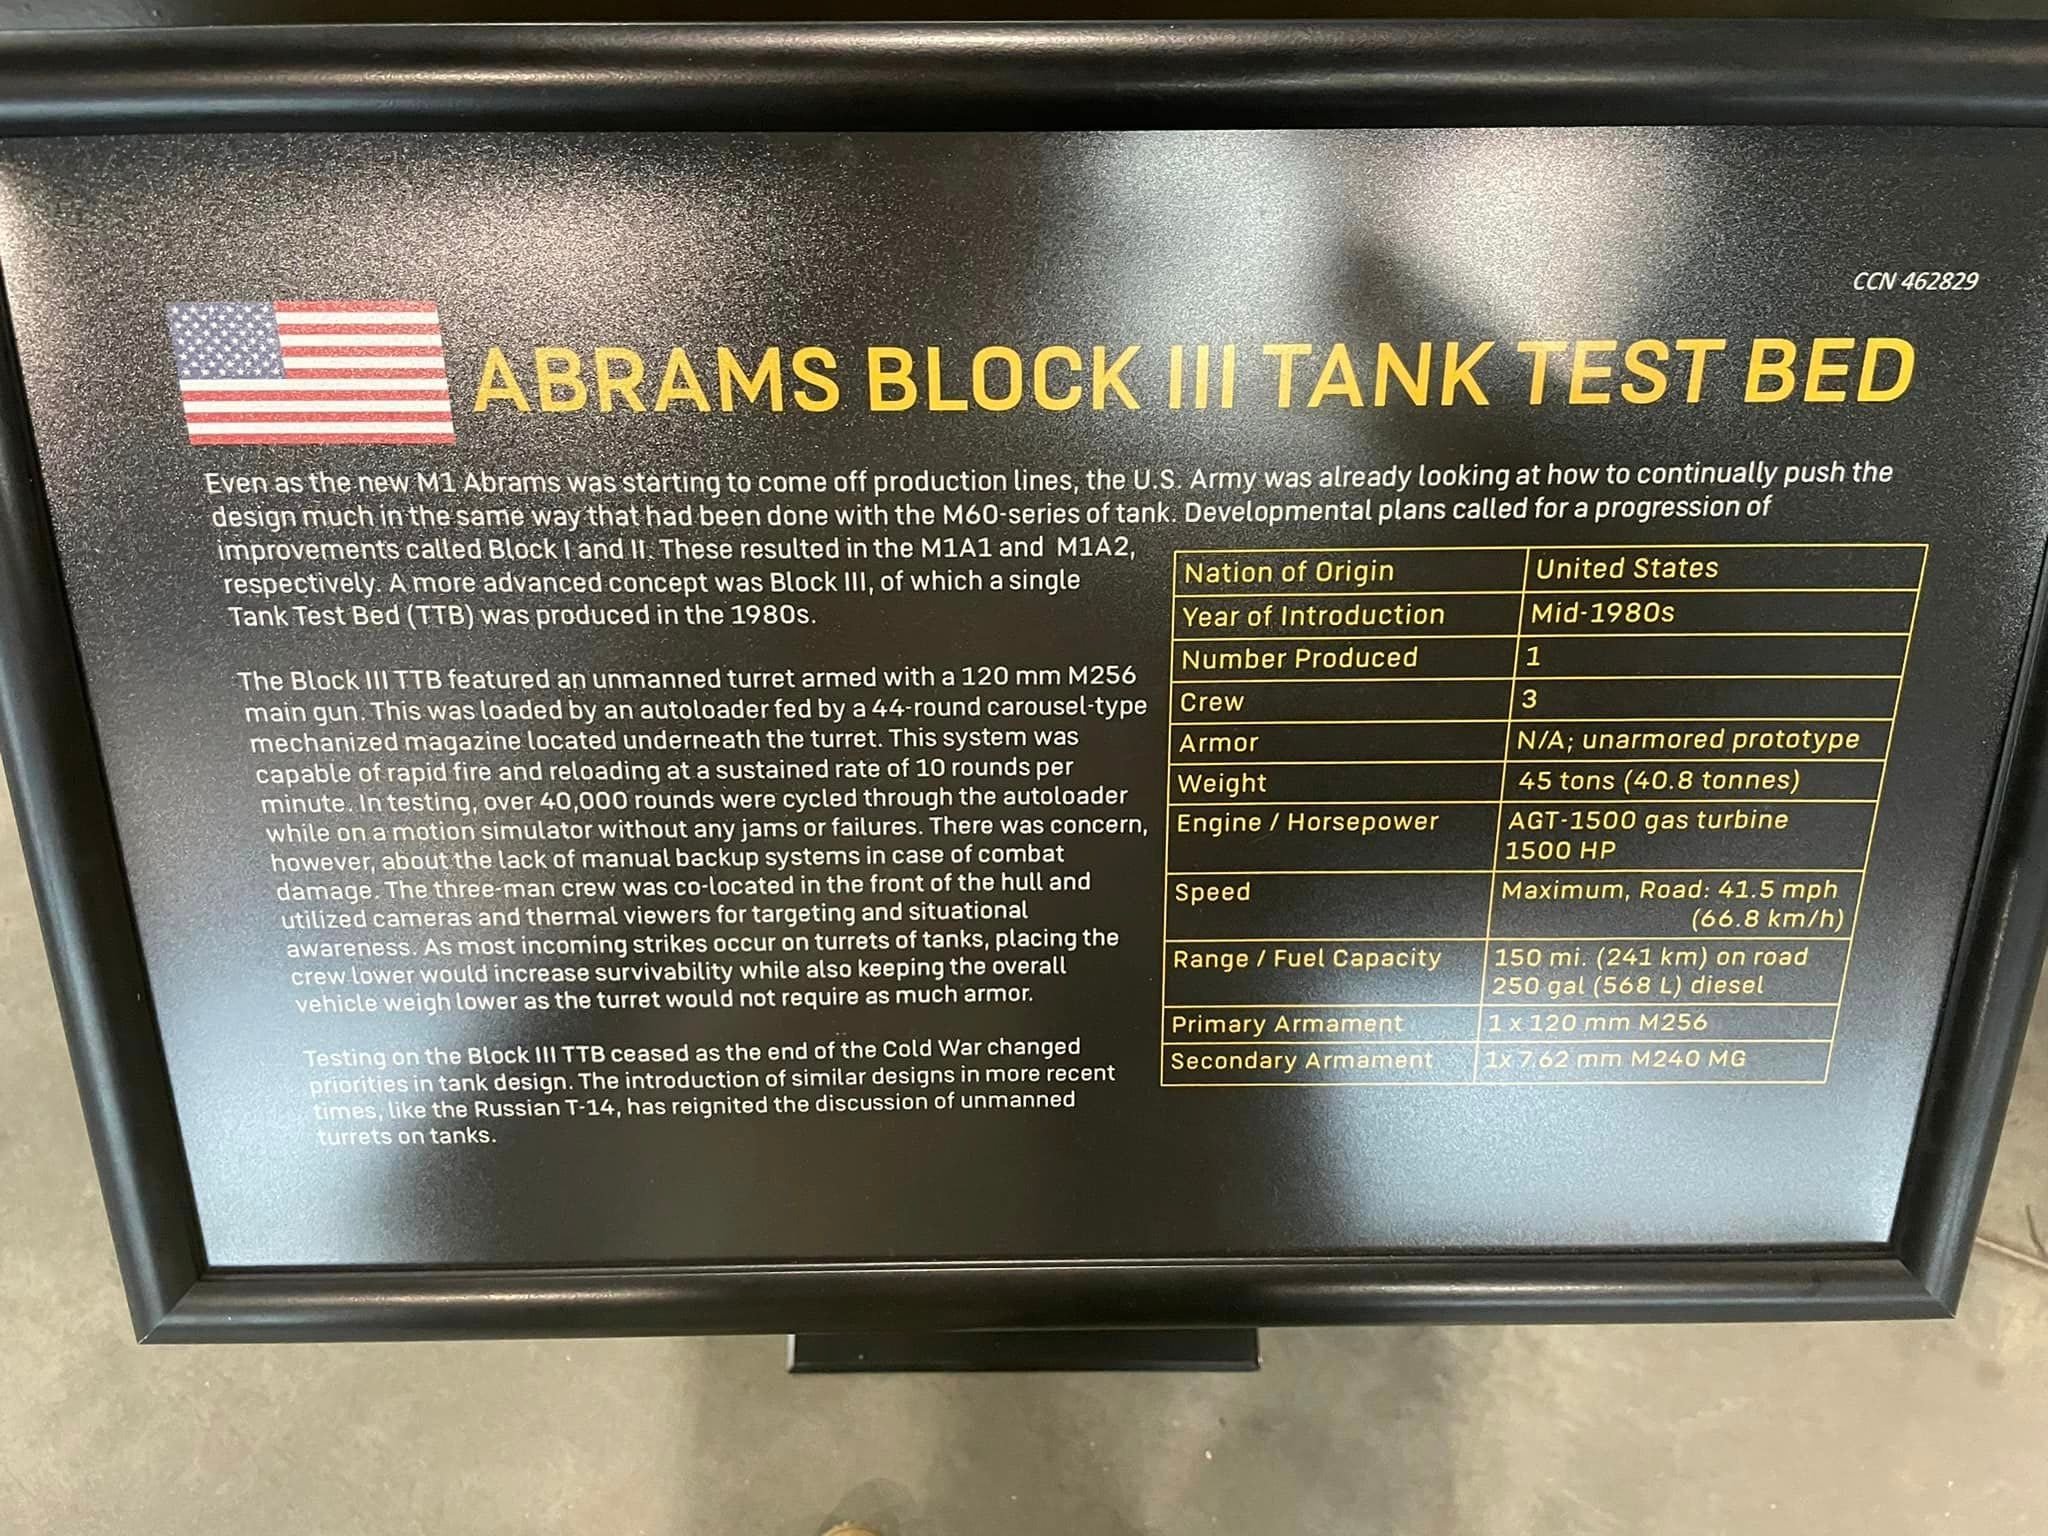 CCN 462829
ABRAMS BLOCK III TANK TEST BED
Even as the new M1 Abrams was starting to come off production lines, the U.S. Army was already looking at how to continually push the
design much in the same way that had been done with the M60-series of tank. Developmental plans called for a progression of
improvements called Block I and II. These resulted in the M1A1 and M1A2,
respectively. A more advanced concept was Block III, of which a single
Tank Test Bed (TTB) was produced in the 1980s.
The Block III TTB featured an unmanned turret armed with a 120 mm M256
main gun. This was loaded by an autoloader fed by a 44-round carousel-type
mechanized magazine located underneath the turret. This system was
capable of rapid fire and reloading at a sustained rate of 10 rounds per
minute. In testing, over 40,000 rounds were cycled through the autoloader
while on a motion simulator without any jams or failures. There was concern,
however, about the lack of manual backup systems in case of combat
damage. The three-man crew was co-located in the front of the hull and
utilized cameras and thermal viewers for targeting and situational
awareness. As most incoming strikes occur on turrets of tanks, placing the
crew lower would increase survivability while also keeping the overall
vehicle weigh lower as the turret would not require as much armor.
Testing on the Block III TTB ceased as the end of the Cold War changed
priorities in tank design. The introduction of similar designs in more recent
times, like the Russian T-14, has reignited the discussion of unmanned
turrets on tanks.
Nation of Origin United States
Year of Introduction Mid-1980s
Number Produced 1
Crew 3
Armor N/A; unarmored prototype
Weight 45 tons (40.8 tonnes)
Engine / Horsepower AGT-1500 gas turbine
1500 HP
Speed Maximum, Road: 41.5 mph
(66.8 km/h)
Range / Fuel Capacity 150 mi. (241 km) on road
250 gal (568 L) diesel
Primary Armament 1 x 120 mm M256
Secondary Armament 1x 7.62 mm M240 MG